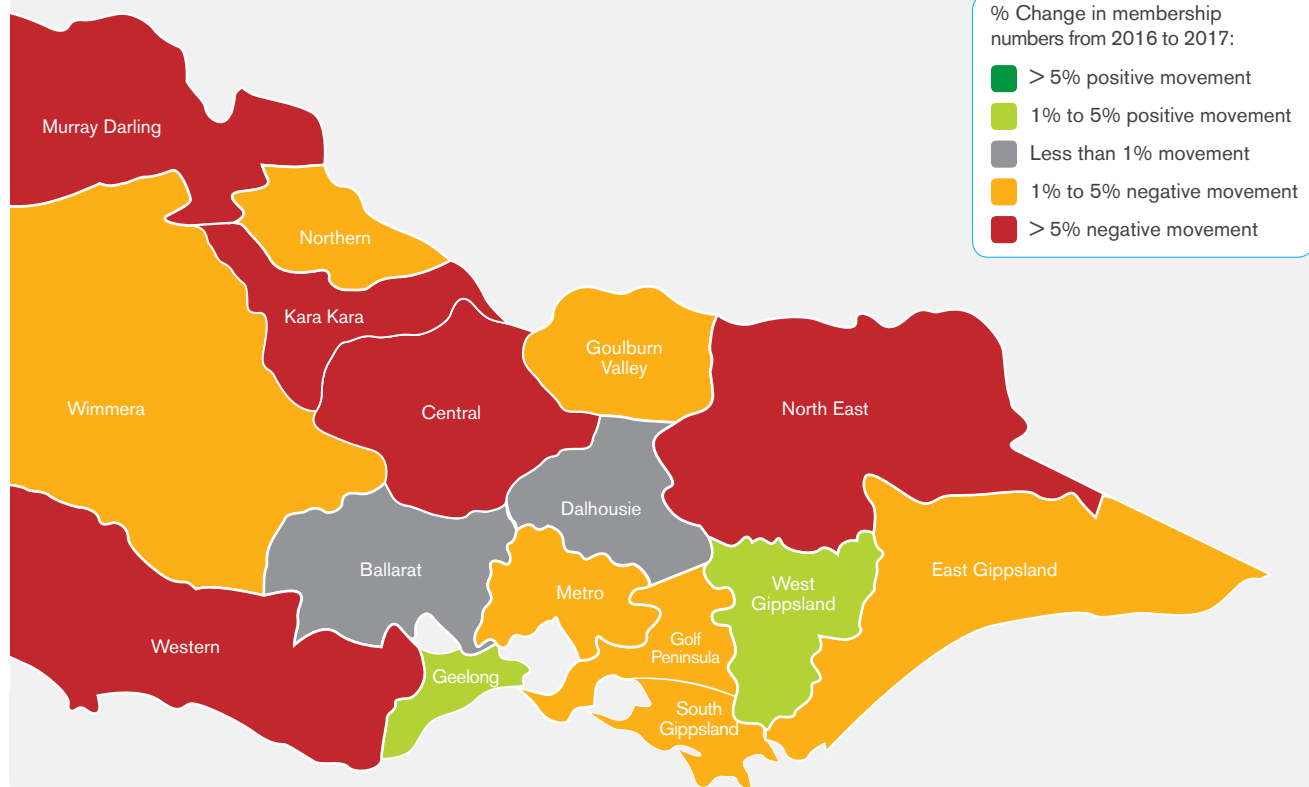 % Change in membership
numbers from 2016 to 2017:
> 5% positive movement
1% to 5% positive movement
Less than 1% movement
1% to 5% negative movement
> 5% negative movement
Murray Darling
Northern
Kara Kara
Goulburn
Valley
Wimmera
Central
North East
Dalhousie
Ballarat
Metro
West
Gippsland
East Gippsland
Western
Golf
Peninsula
Geelong
South
Gippsland